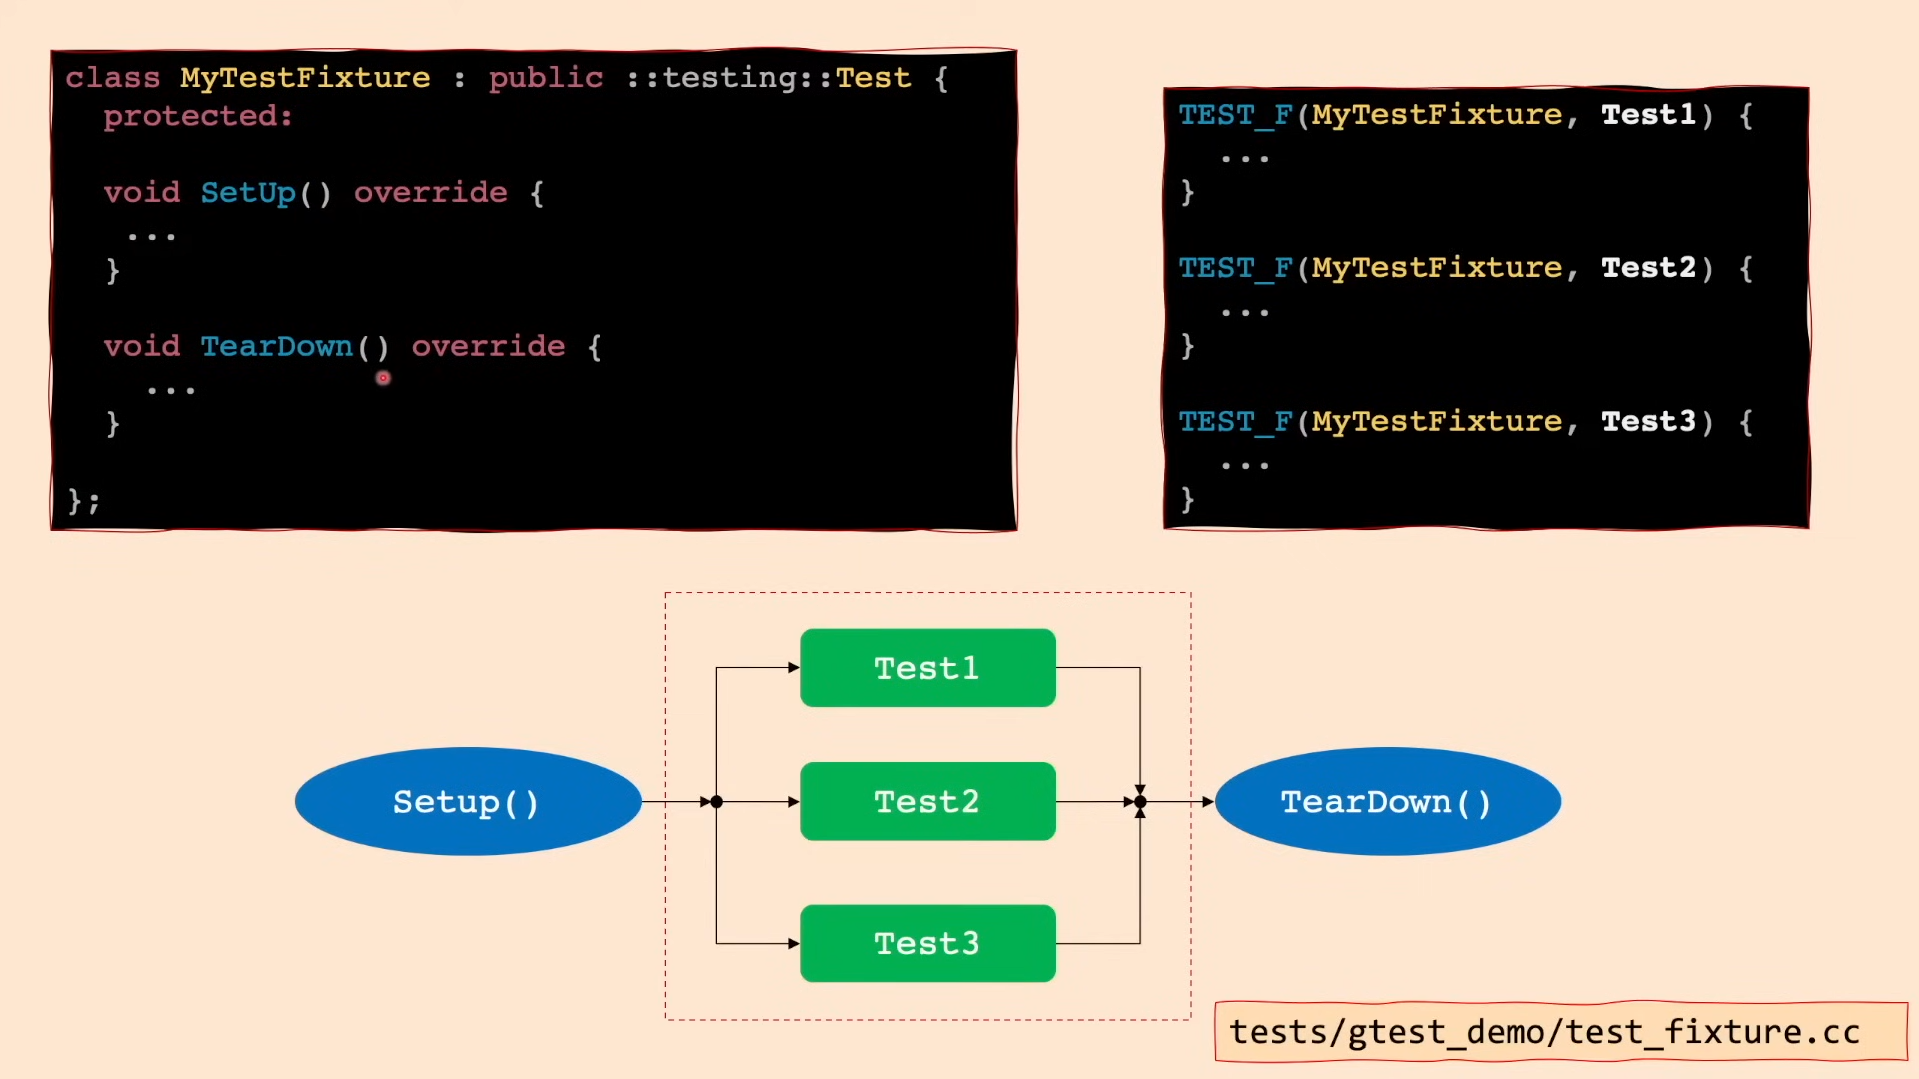 class MyTestFixture : public ::testing::Test {
protected:
void SetUp() override {
...
}
void TearDown() override {
...
}
};
TEST_F(MyTestFixture, Test1) {
...
}
TEST_F(MyTestFixture, Test2) {
...
}
TEST_F(MyTestFixture, Test3) {
...
}
Test1
Setup()
Test2
TearDown()
Test3
tests/gtest_demo/test_fixture.cc